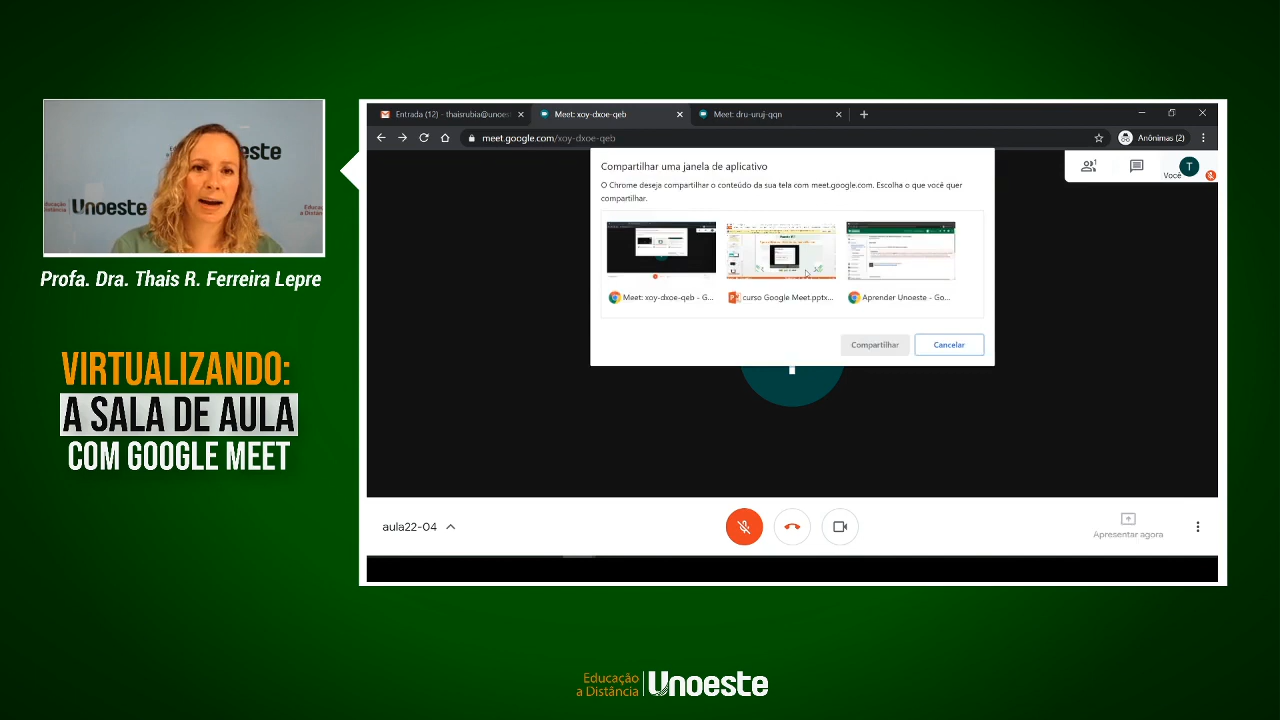 Unoeste
Profa. Dra. Thais R. Ferreira Lepre
VIRTUALIZANDO:
A SALA DE AULA
COM GOOGLE MEET
Entrada (12) - thaisrubia@unoest
Meet: xoy-dxoe-qeb
Meet: dru-uruj-qqn
meet.google.com/xoy-dxoe-qeb
Anônimas (2)
Compartilhar uma janela de aplicativo
O Chrome deseja compartilhar o conteúdo da sua tela com meet.google.com. Escolha o que você quer
compartilhar.
Meet: xoy-dxoe-qeb - G...
curso Google Meet.pptx...
Aprender Unoeste - Go...
Compartilhar
Cancelar
1
T
Você
aula22-04
Apresentar agora
Educação
a Distância
Unoeste